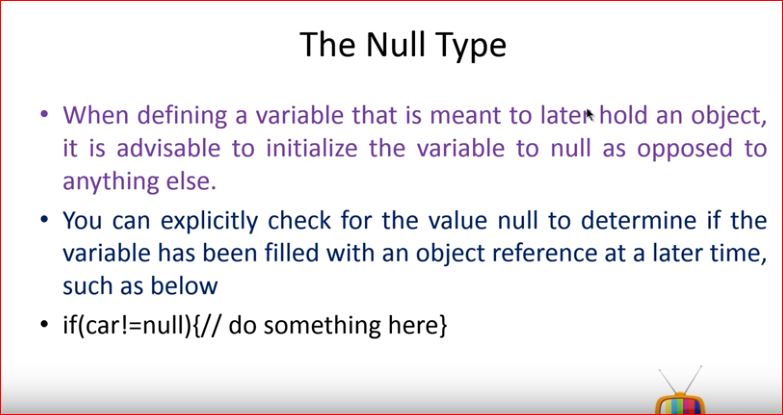 The Null Type
• When defining a variable that is meant to later hold an object,
it is advisable to initialize the variable to null as opposed to
anything else.
• You can explicitly check for the value null to determine if the
variable has been filled with an object reference at a later time,
such as below
• if(car!=null){// do something here}